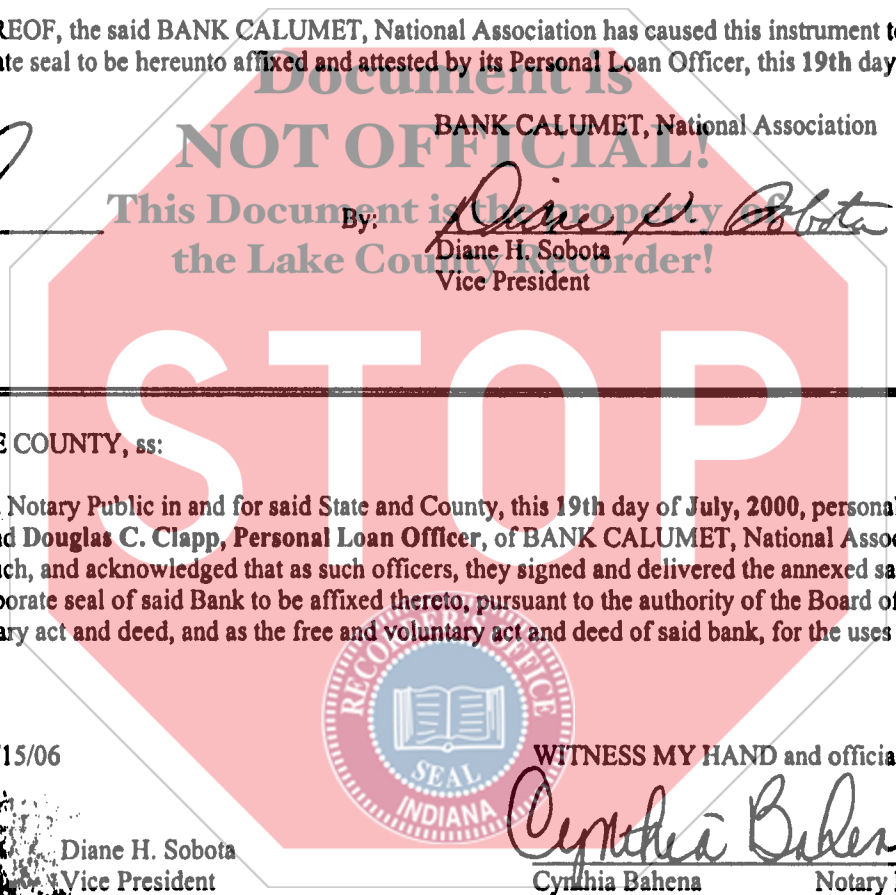 REOF, the said BANK CALUMET, National Association has caused this instrument t
te seal to be hereunto affixed and attested by its Personal Loan Officer, this 19th day
Document is
NOT OFFICIAL!
This Document is the property of
the Lake County Recorder!
BANK CALUMET, National Association
By: Diane H. Sobota
Diane H. Sobota
Vice President
STOP
E COUNTY, ss:
Notary Public in and for said State and County, this 19th day of July, 2000, persona
d Douglas C. Clapp, Personal Loan Officer, of BANK CALUMET, National Asso
ch, and acknowledged that as such officers, they signed and delivered the annexed sa
porate seal of said Bank to be affixed thereto, pursuant to the authority of the Board of
ary act and deed, and as the free and voluntary act and deed of said bank, for the uses
RECORDER'S OFFICE
SEAL
INDIANA
15/06
WITNESS MY HAND and officia
Cynthia Bahen
Diane H. Sobota
Vice President
Cynthia Bahena Notary